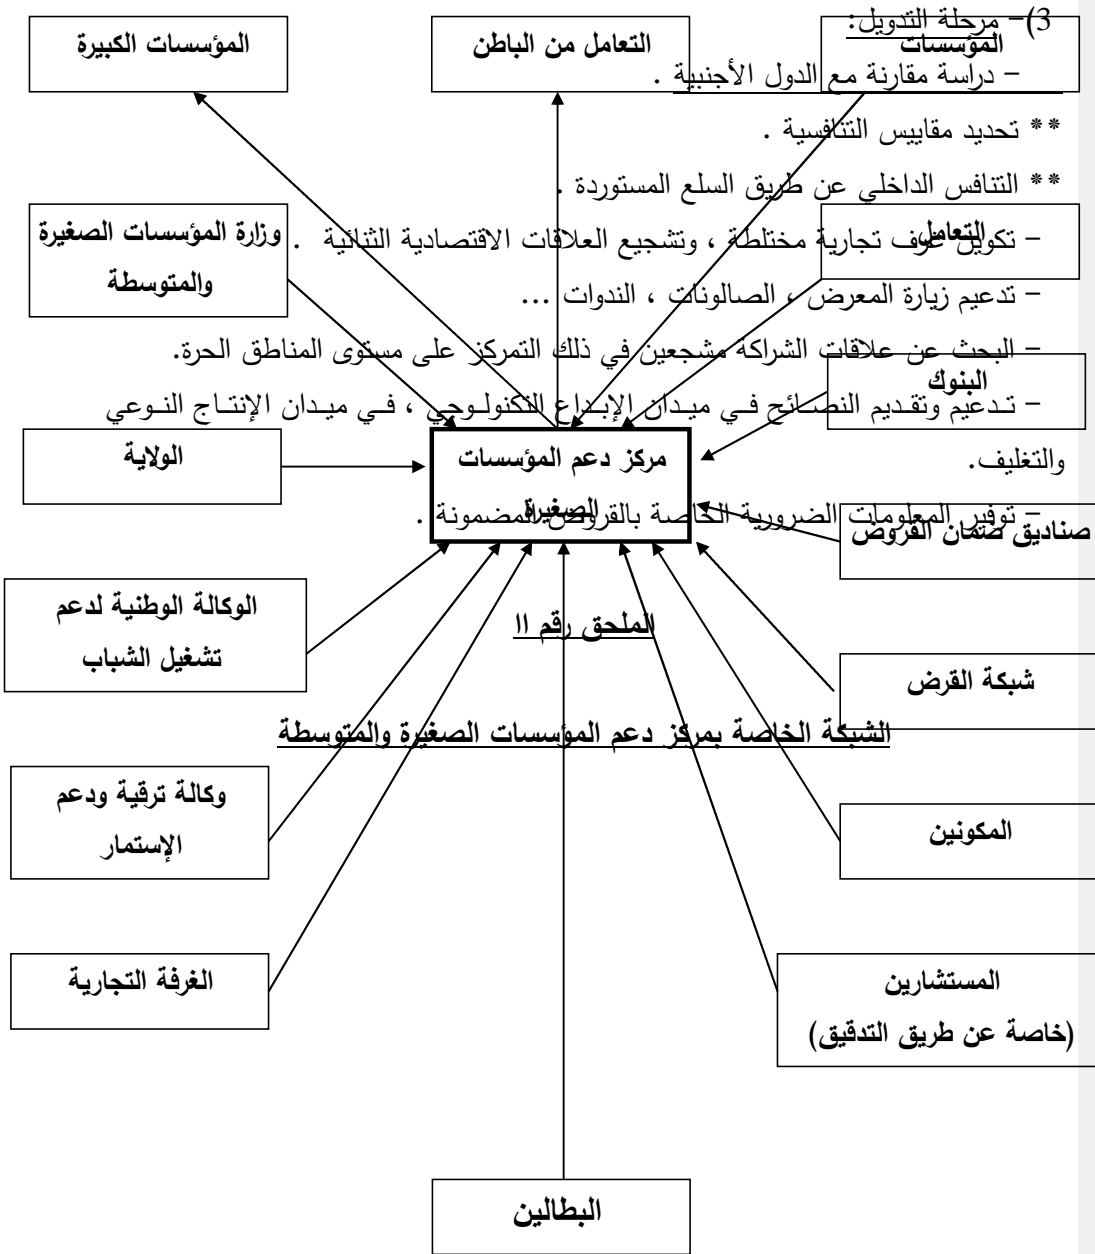 3)– مرحلة التدويل:
المؤسسات
التعامل من الباطن
المؤسسات الكبيرة
– دراسة مقارنة مع الدول الأجنبية .
** تحديد مقاييس التنافسية .
** التنافس الداخلي عن طريق السلع المستوردة .
التعامل
وزارة المؤسسات الصغيرة
والمتوسطة
– تكوين غرف تجارية مختلطة ، وتشجيع العلاقات الاقتصادية الثنائية .
– تدعيم زيارة المعرض ، الصالونات ، الندوات ...
– البحث عن علاقات الشراكة مشجعين في ذلك التمركز على مستوى المناطق الحرة.
البنوك
– تدعيم وتقديم النصائح في ميدان الإبداع التكنولوجي ، في ميدان الإنتاج النوعي
والتغليف.
مركز دعم المؤسسات
الصغيرة
الولاية
– توفير المعلومات الضرورية الخاصة بالقروض المضمونة .
صناديق ضمان القروض
الوكالة الوطنية لدعم
تشغيل الشباب
الملحق رقم II
شبكة القرض
الشبكة الخاصة بمركز دعم المؤسسات الصغيرة والمتوسطة
وكالة ترقية ودعم
الإستمار
المكونين
الغرفة التجارية
المستشارين
(خاصة عن طريق التدقيق)
البطالين